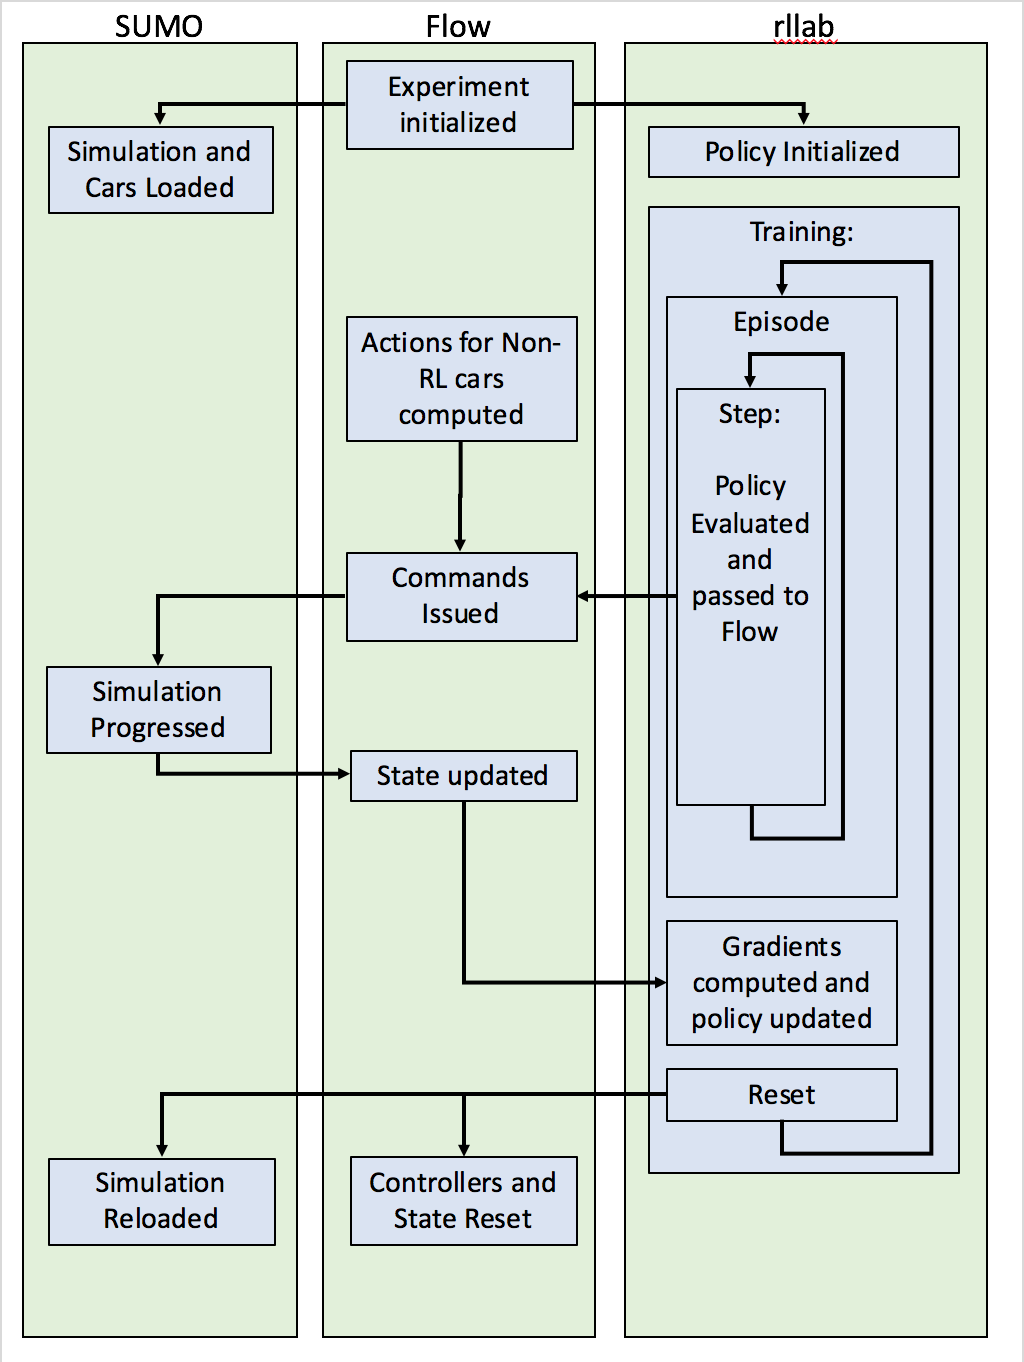 SUMO
Flow
rllab
Experiment
initialized
Simulation and
Cars Loaded
Policy Initialized
Training:
Episode
Actions for Non-
RL cars
computed
Step:
Policy
Evaluated
and
passed to
Flow
Commands
Issued
Simulation
Progressed
State updated
Gradients
computed and
policy updated
Reset
Simulation
Reloaded
Controllers and
State Reset